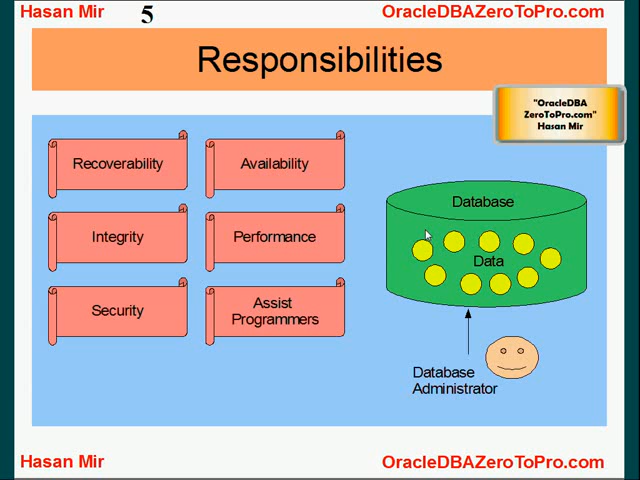 Hasan Mir
5
OracleDBAZeroToPro.com
Responsibilities
"OracleDBA
ZeroToPro.com"
Hasan Mir
Recoverability
Availability
Integrity
Performance
Security
Assist
Programmers
Database
Data
Database
Administrator
Hasan Mir
OracleDBAZeroToPro.com